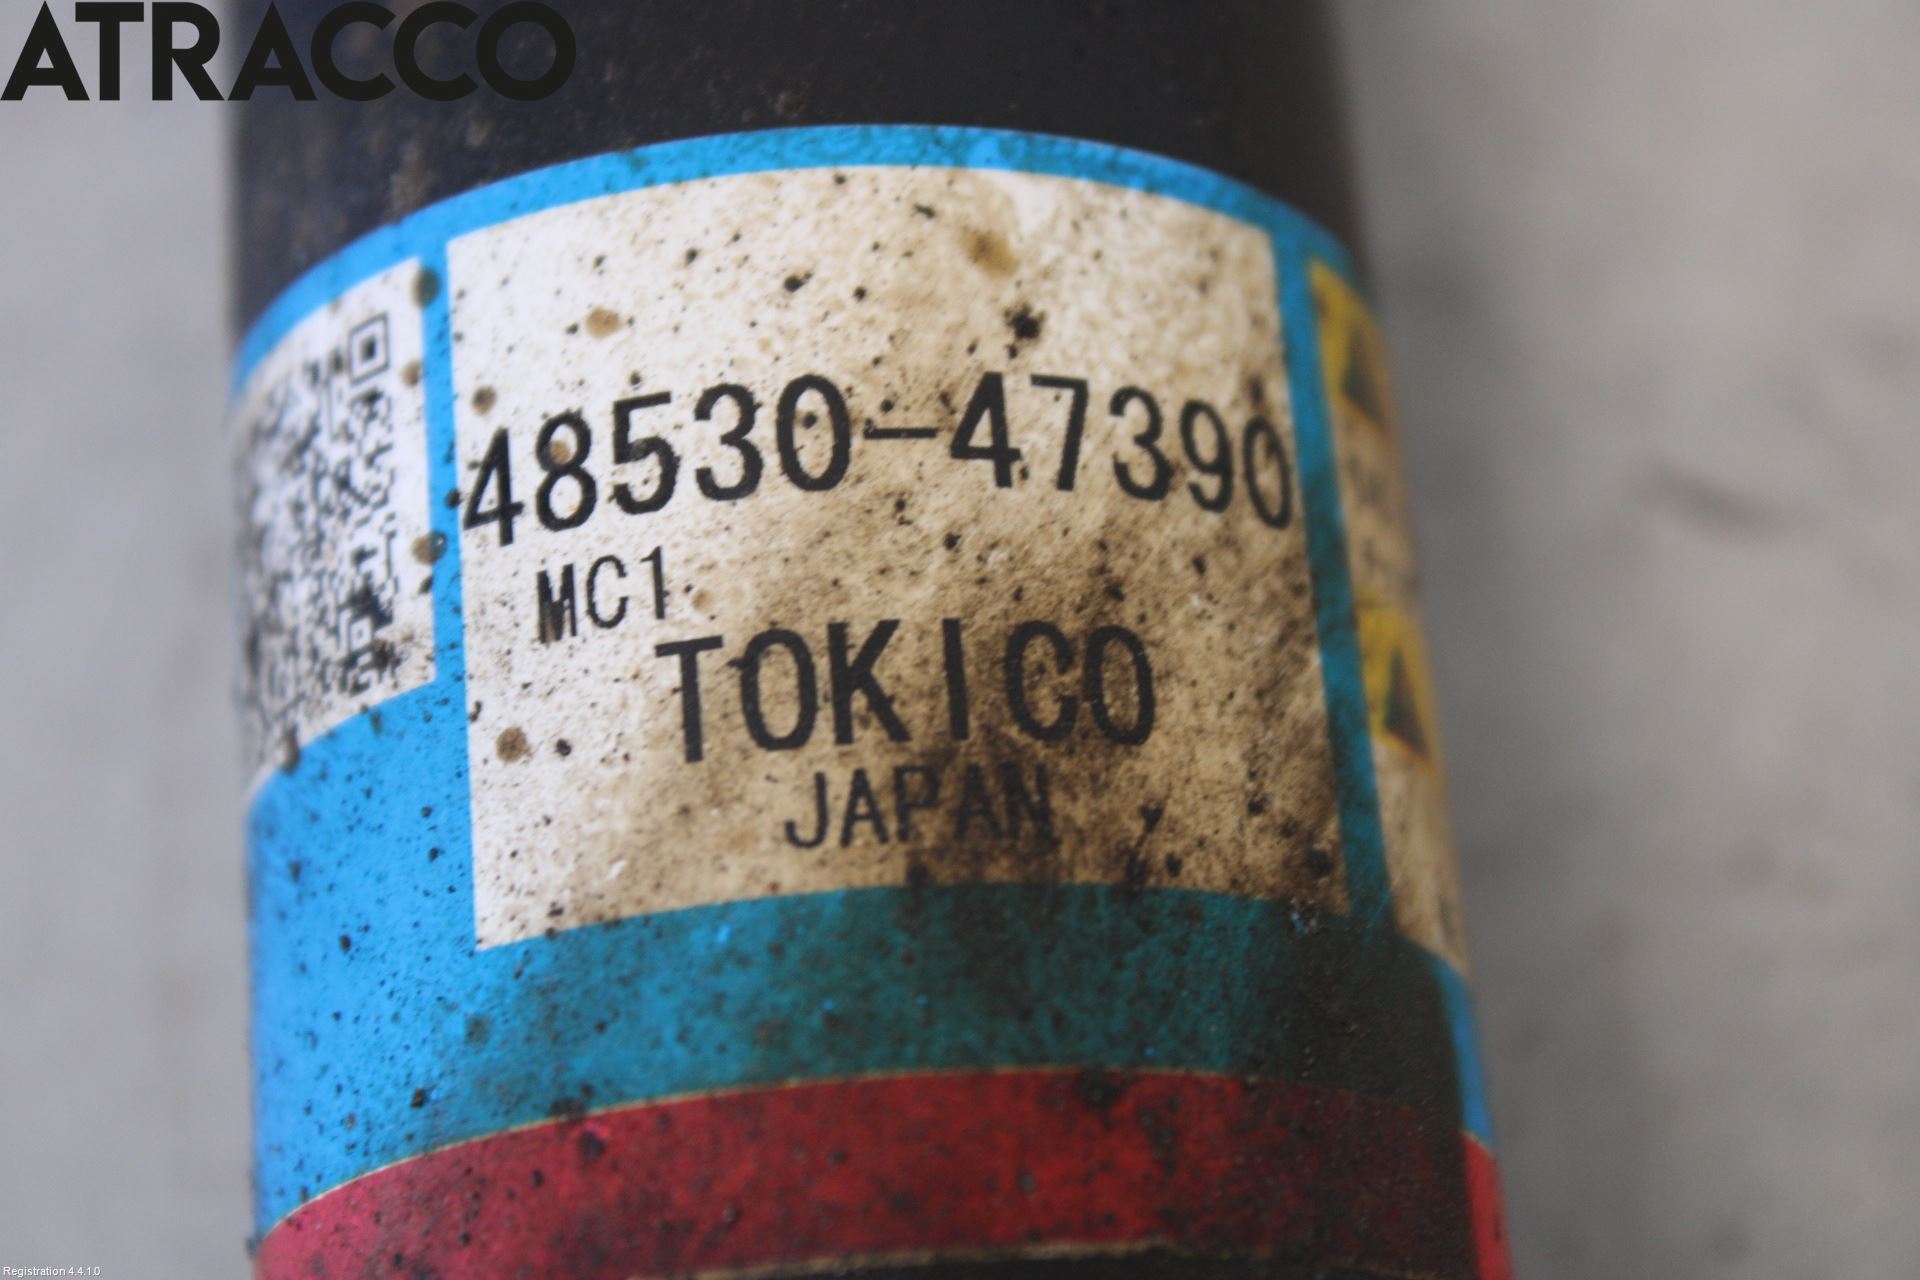 ATRACCO
48530-47390
MC1
TOKICO
JAPAN
Registration 4.4.1.0